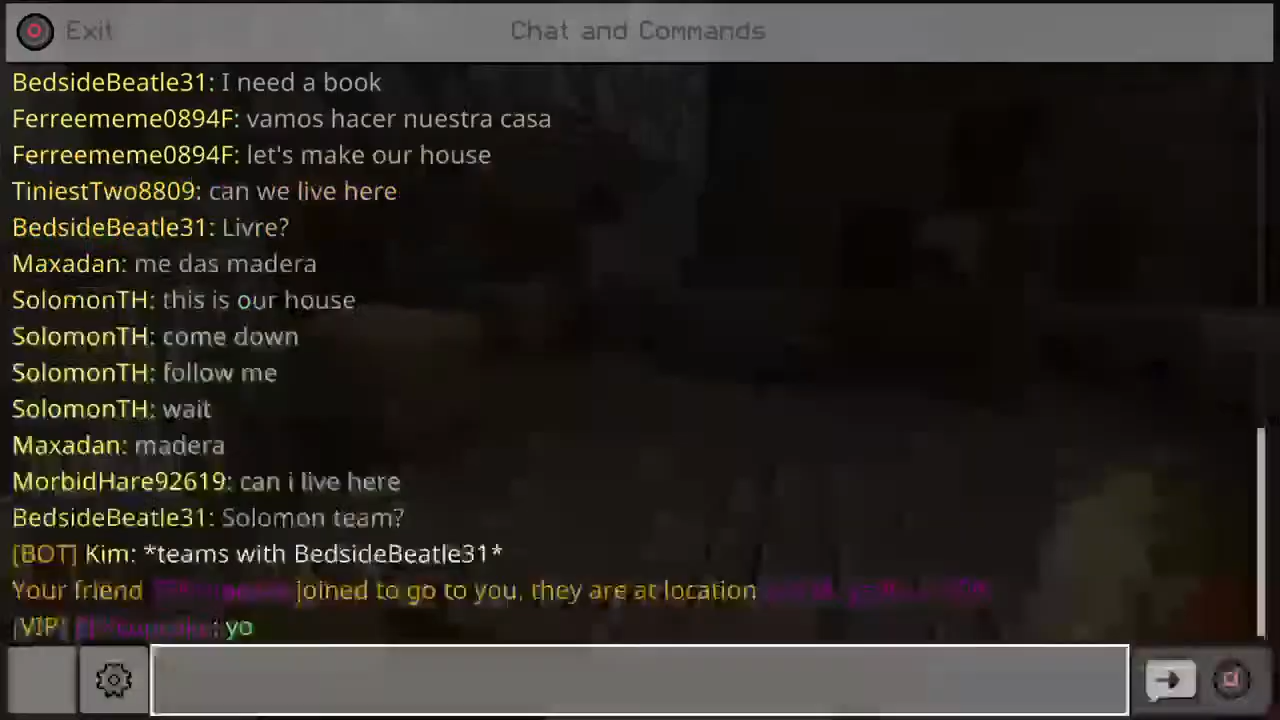 Exit
Chat and Commands
BedsideBeatle31: I need a book
Ferreememe0894F: vamos hacer nuestra casa
Ferreememe0894F: let's make our house
TiniestTwo8809: can we live here
BedsideBeatle31: Livre?
Maxadan: me das madera
SolomonTH: this is our house
SolomonTH: come down
SolomonTH: follow me
SolomonTH: wait
Maxadan: madera
MorbidHare92619: can i live here
BedsideBeatle31: Solomon team?
[BOT] Kim: *teams with BedsideBeatle31*
Your friend joined to go to you, they are at location
[VIP] : yo